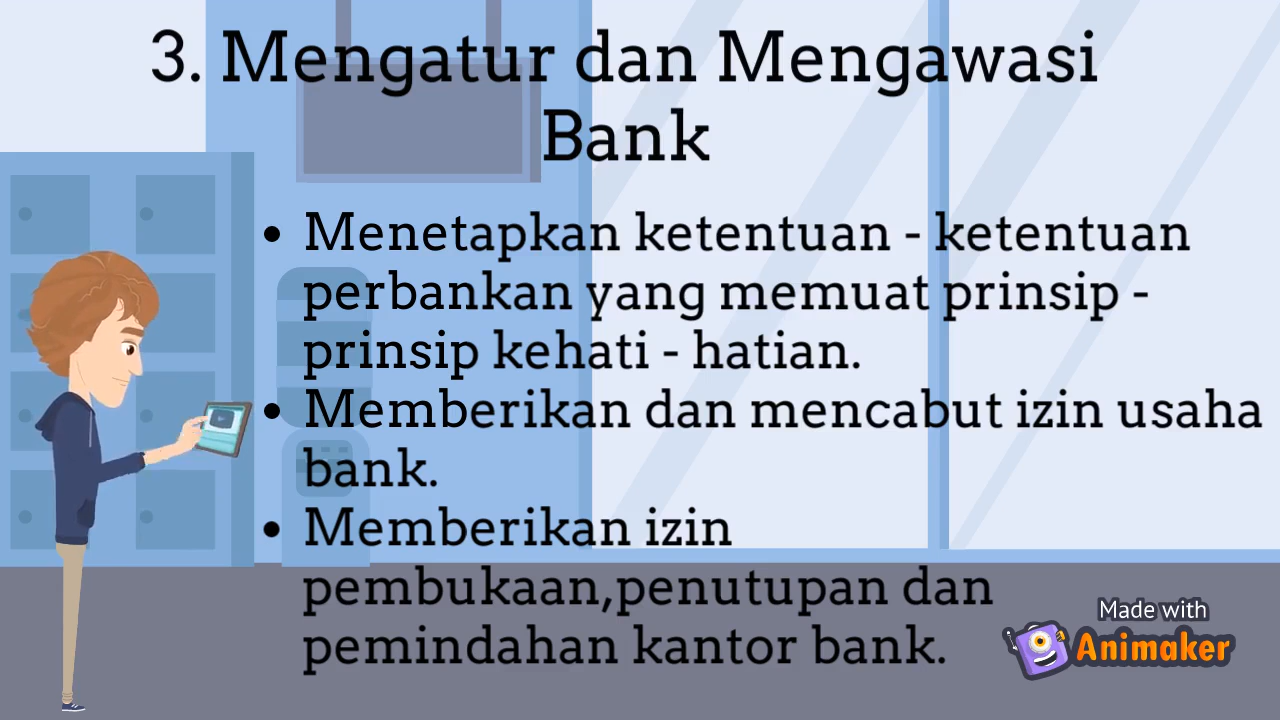 3. Mengatur dan Mengawasi
Bank
• Menetapkan ketentuan - ketentuan
perbankan yang memuat prinsip -
prinsip kehati - hatian.
• Memberikan dan mencabut izin usaha
bank.
• Memberikan izin
pembukaan,penutupan dan
pemindahan kantor bank.
Made with
Animaker